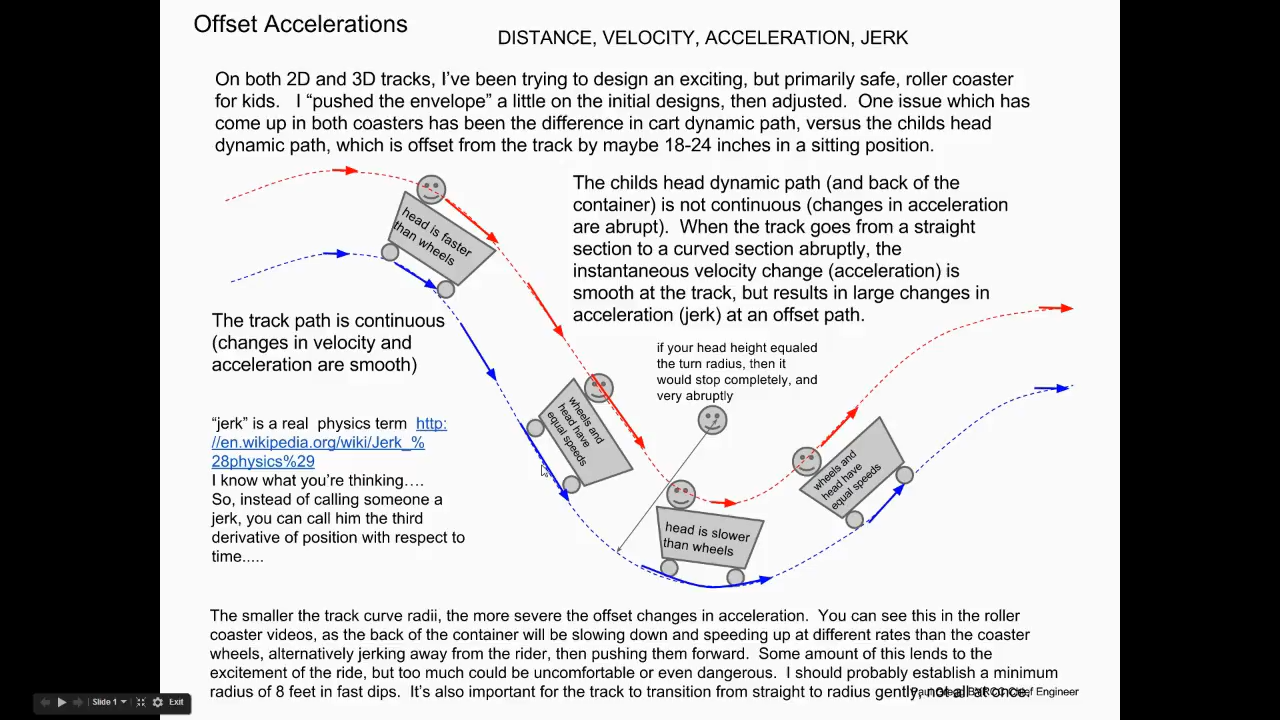 Offset Accelerations
DISTANCE, VELOCITY, ACCELERATION, JERK
On both 2D and 3D tracks, I've been trying to design an exciting, but primarily safe, roller coaster
for kids. I “pushed the envelope” a little on the initial designs, then adjusted. One issue which has
come up in both coasters has been the difference in cart dynamic path, versus the childs head
dynamic path, which is offset from the track by maybe 18-24 inches in a sitting position.
The childs head dynamic path (and back of the
container) is not continuous (changes in acceleration
are abrupt). When the track goes from a straight
section to a curved section abruptly, the
instantaneous velocity change (acceleration) is
smooth at the track, but results in large changes in
acceleration (jerk) at an offset path.
head is faster
than wheels
The track path is continuous
(changes in velocity and
acceleration are smooth)
if your head height equaled
the turn radius, then it
would stop completely, and
very abruptly
wheels and
head have
equal speeds
“jerk” is a real physics term http:
//en.wikipedia.org/wiki/Jerk_%
28physics%29
I know what you're thinking….
So, instead of calling someone a
jerk, you can call him the third
derivative of position with respect to
time.....
head is slower
than wheels
wheels and
head have
equal speeds
The smaller the track curve radii, the more severe the offset changes in acceleration. You can see this in the roller
coaster videos, as the back of the container will be slowing down and speeding up at different rates than the coaster
wheels, alternatively jerking away from the rider, then pushing them forward. Some amount of this lends to the
excitement of the ride, but too much could be uncomfortable or even dangerous. I should probably establish a minimum
radius of 8 feet in fast dips. It's also important for the track to transition from straight to radius gently, not all at once.
Chief Engineer
Slide 1
Exit